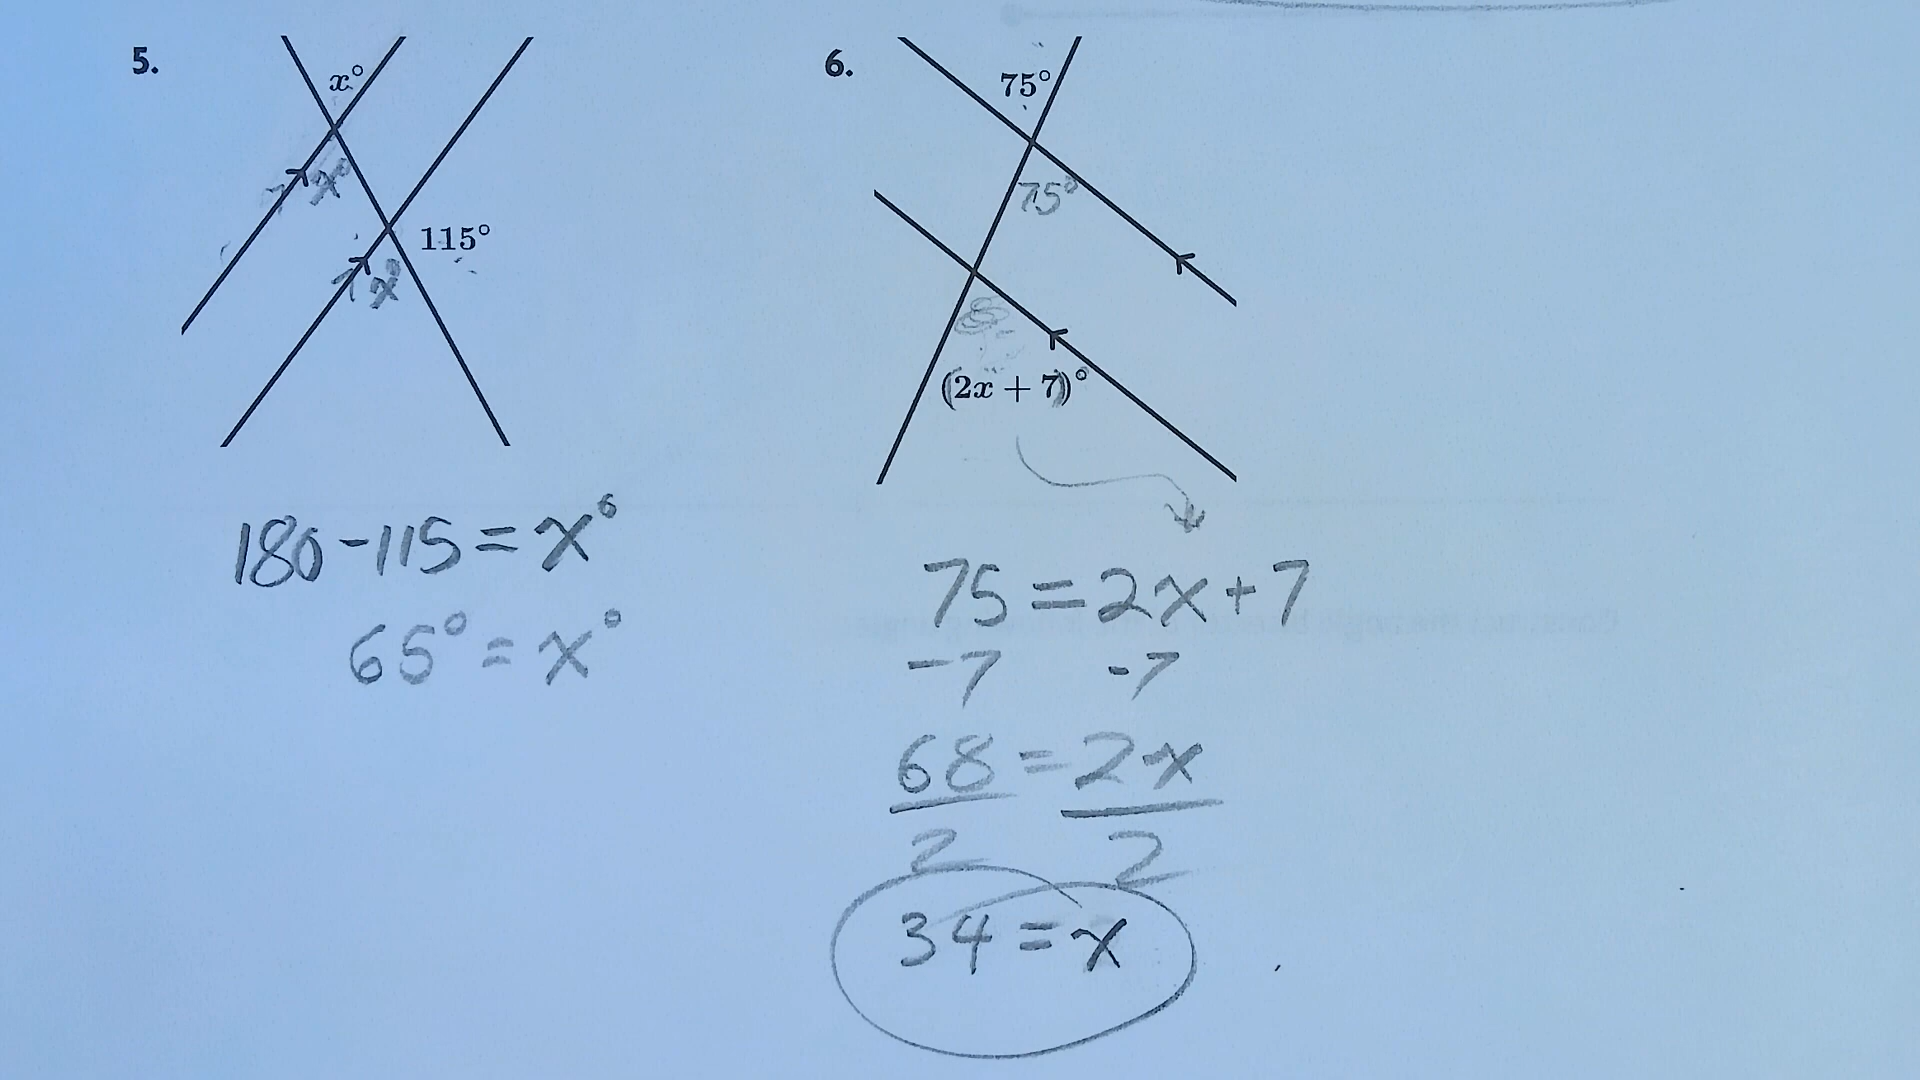 5.
x°
x°
115°
x°
180-115=x°
65°=x°
6.
75°
75°
(2x + 7)°
75=2x+7
-7 -7
68=2x
2 2
34=x